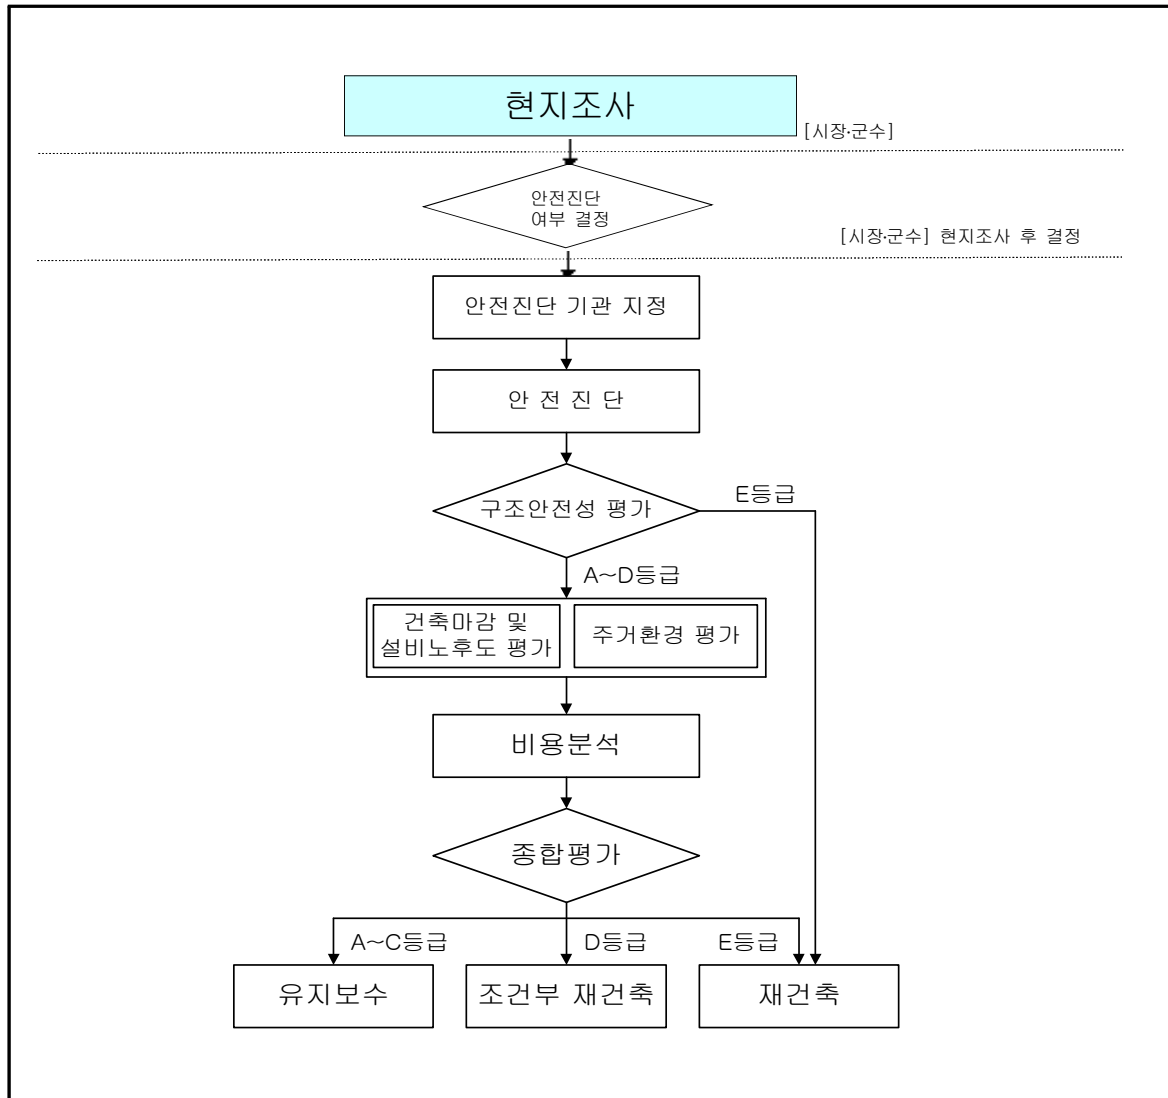 현지조사
[시장·군수]
안전진단
여부 결정
[시장·군수] 현지조사 후 결정
안전진단 기관 지정
안 전 진 단
구조안전성 평가
E등급
A~D등급
건축마감 및
설비노후도 평가
주거환경 평가
비용분석
종합평가
A~C등급
D등급
E등급
유지보수
조건부 재건축
재건축